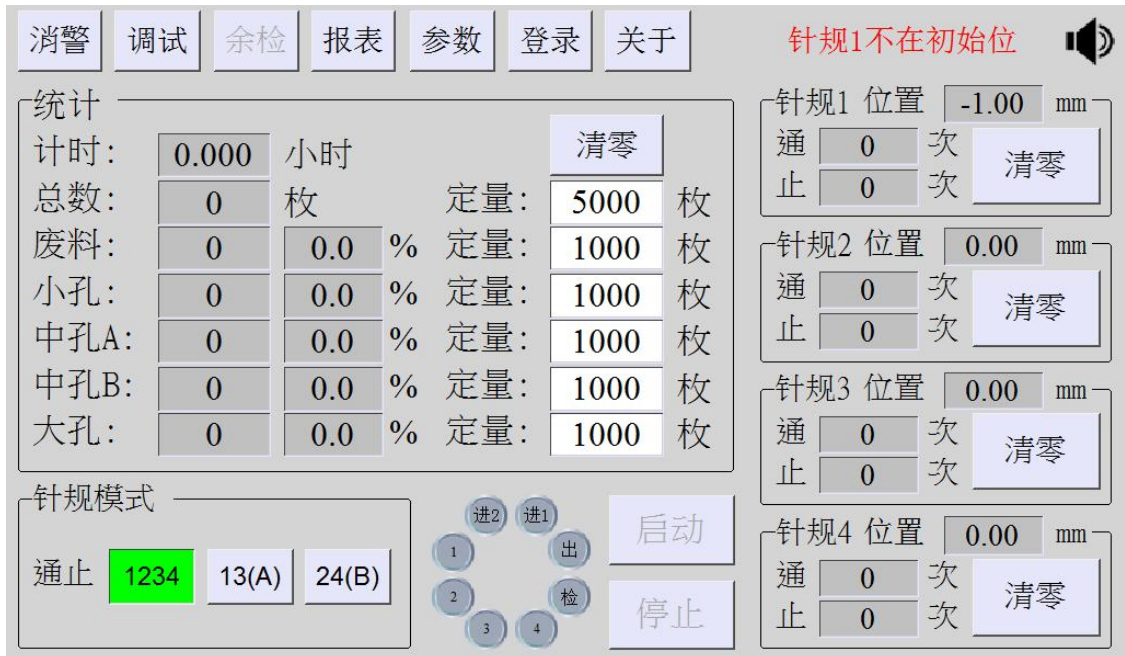 消警 调试 余检 报表 参数 登录 关于 针规1不在初始位
统计
计时: 0.000 小时 清零
总数: 0 枚 定量: 5000 枚
废料: 0 0.0 % 定量: 1000 枚
小孔: 0 0.0 % 定量: 1000 枚
中孔A: 0 0.0 % 定量: 1000 枚
中孔B: 0 0.0 % 定量: 1000 枚
大孔: 0 0.0 % 定量: 1000 枚
针规模式
通止 1234 13(A) 24(B)
进2 进1
1 出
2 检
3 4
启动
停止
针规1 位置 -1.00 mm
通 0 次 清零
止 0 次
针规2 位置 0.00 mm
通 0 次 清零
止 0 次
针规3 位置 0.00 mm
通 0 次 清零
止 0 次
针规4 位置 0.00 mm
通 0 次 清零
止 0 次